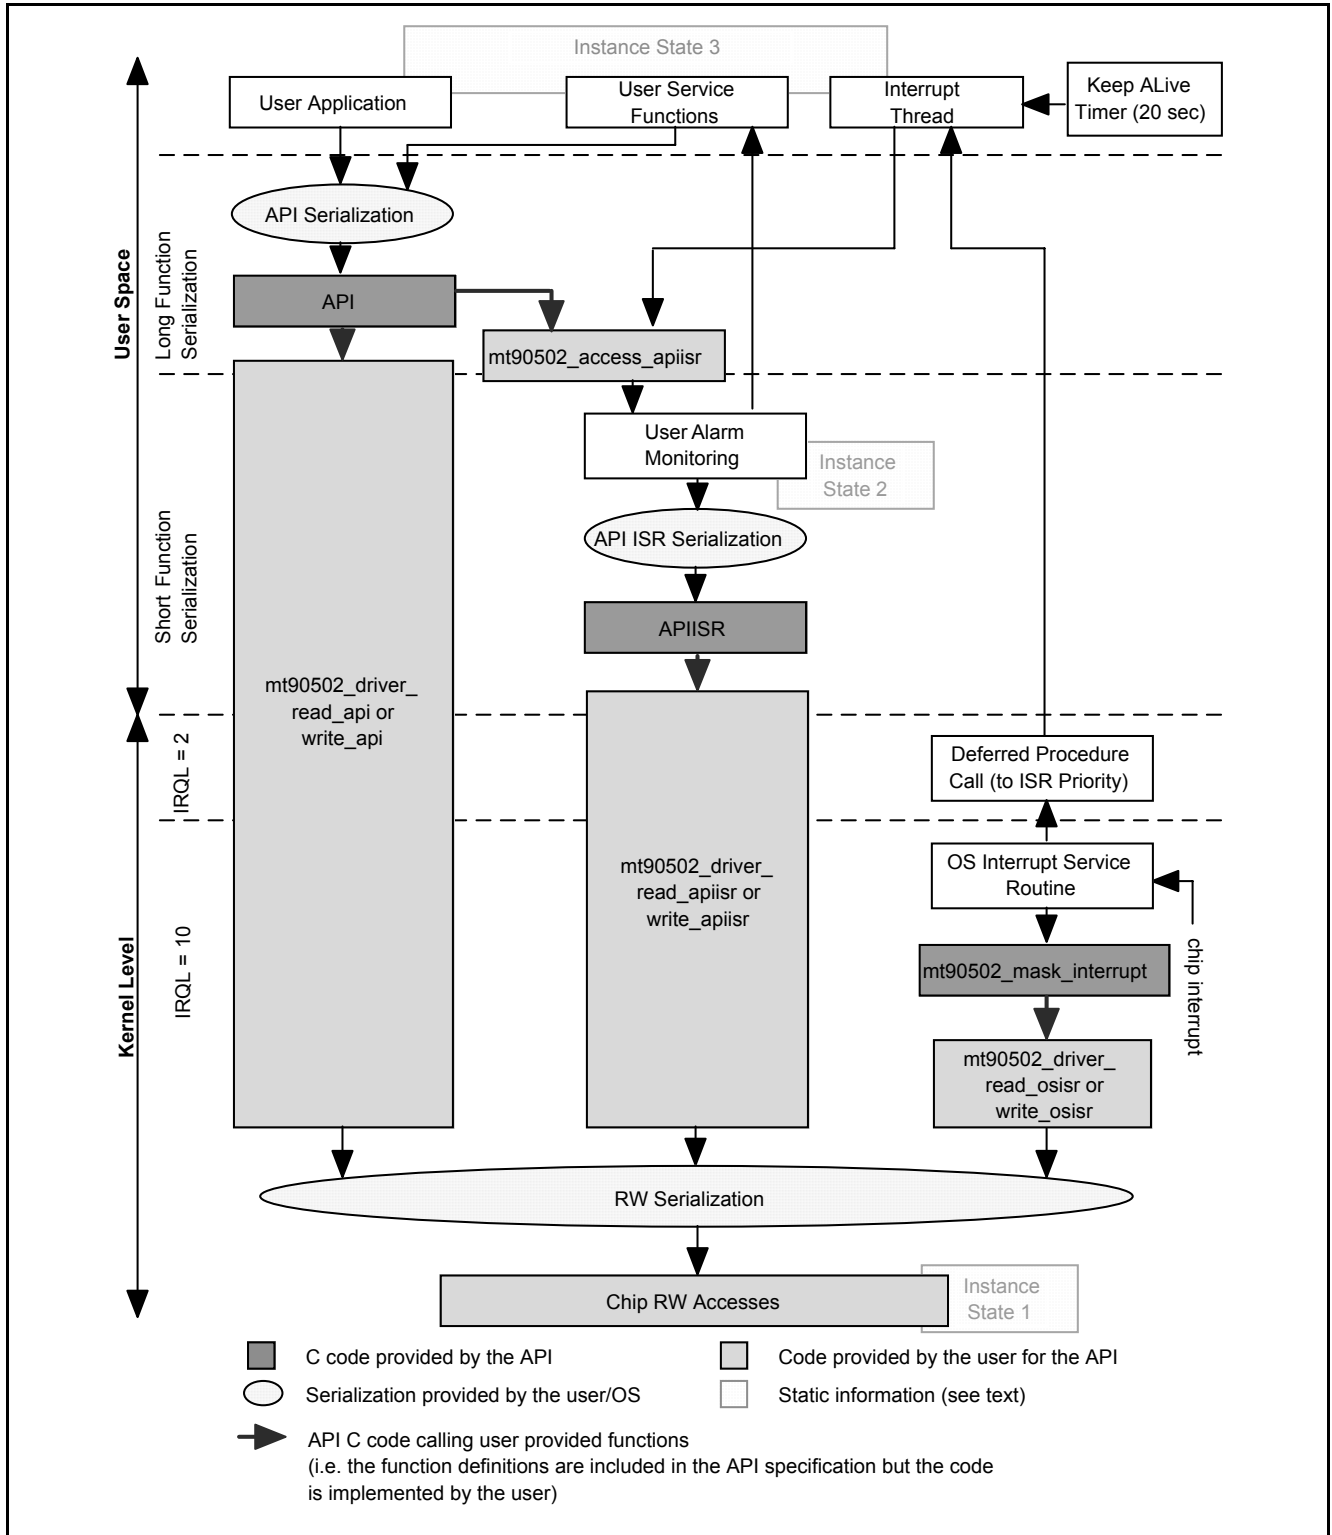 Instance State 3
User Application
User Service
Functions
Interrupt
Thread
Keep ALive
Timer (20 sec)
API Serialization
User Space
Long Function
Serialization
API
mt90502_access_apiisr
User Alarm
Monitoring
Instance
State 2
API ISR Serialization
Short Function
Serialization
APIISR
mt90502_driver_
read_api or
write_api
IRQL = 2
Deferred Procedure
Call (to ISR Priority)
mt90502_driver_
read_apiisr or
write_apiisr
OS Interrupt Service
Routine
Kernel Level
IRQL = 10
mt90502_mask_interrupt
chip interrupt
mt90502_driver_
read_osisr or
write_osisr
RW Serialization
Chip RW Accesses
Instance
State 1
C code provided by the API
Code provided by the user for the API
Serialization provided by the user/OS
Static information (see text)
API C code calling user provided functions
(i.e. the function definitions are included in the API specification but the code
is implemented by the user)